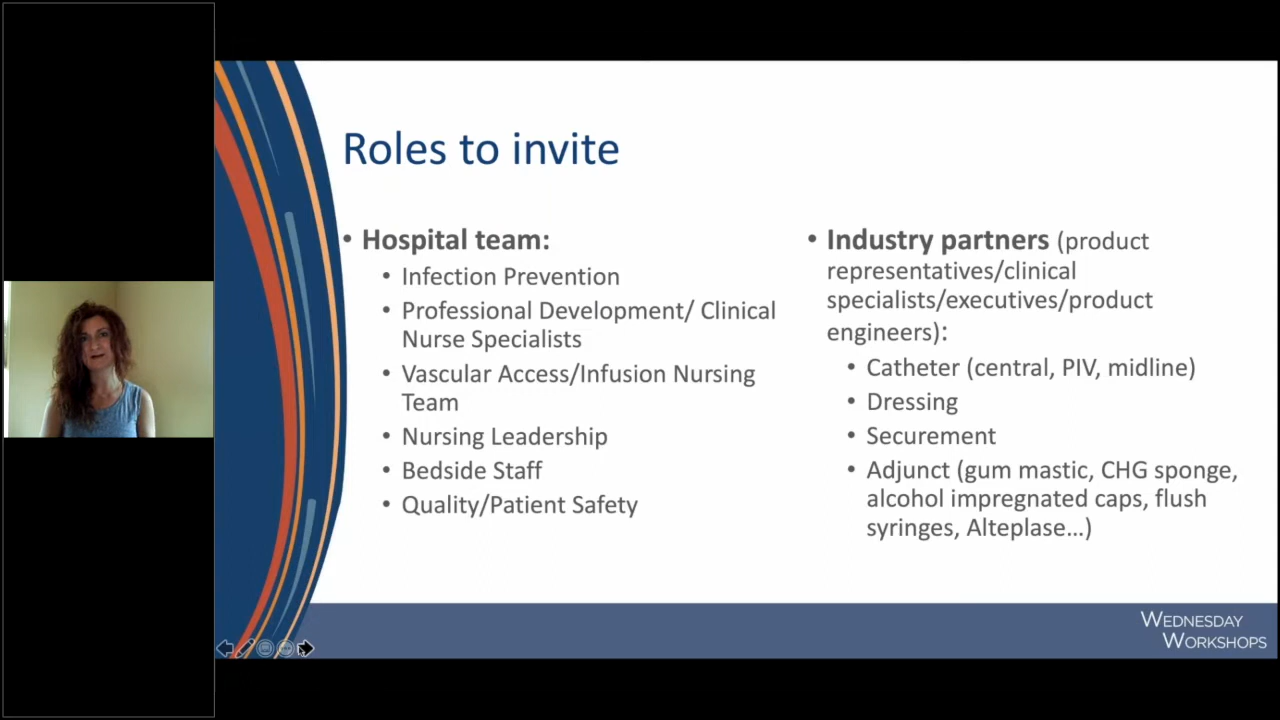 Roles to invite
• Hospital team:
• Infection Prevention
• Professional Development/ Clinical
Nurse Specialists
• Vascular Access/Infusion Nursing
Team
• Nursing Leadership
• Bedside Staff
• Quality/Patient Safety
• Industry partners (product
representatives/clinical
specialists/executives/product
engineers):
• Catheter (central, PIV, midline)
• Dressing
• Securement
• Adjunct (gum mastic, CHG sponge,
alcohol impregnated caps, flush
syringes, Alteplase...)
WEDNESDAY
WORKSHOPS